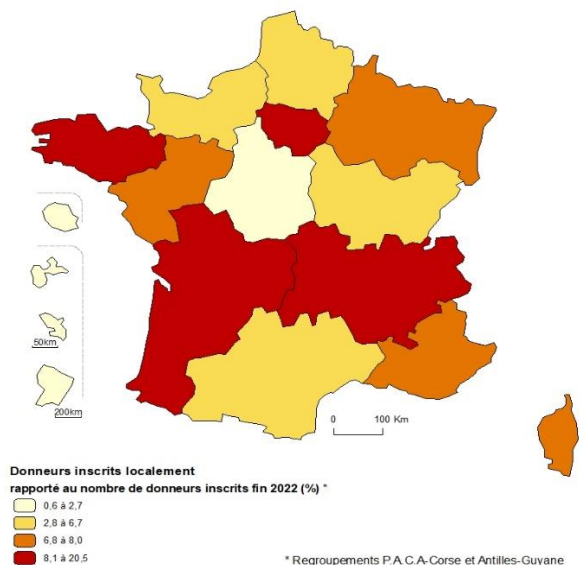 50km
200km
0 100 Km
Donneurs inscrits localement
rapporté au nombre de donneurs inscrits fin 2022 (%) *
0,6 à 2,7
2,8 à 6,7
6,8 à 8,0
8,1 à 20,5
* Regroupements P.A.C.A-Corse et Antilles-Guyane